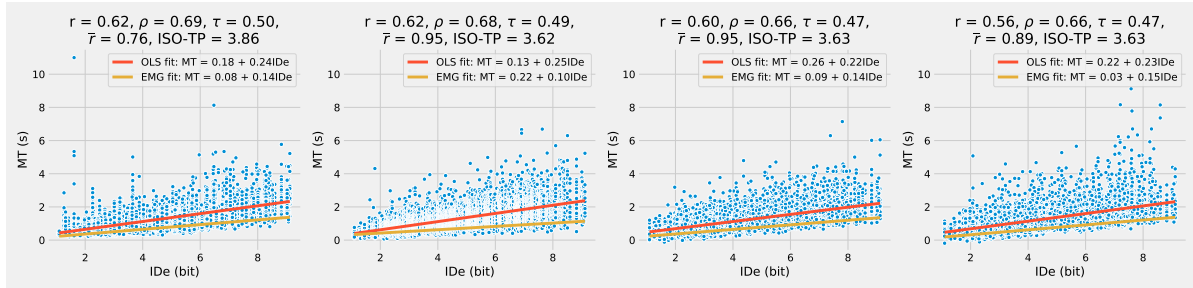 r = 0.62, ρ = 0.69, τ = 0.50,
r̄ = 0.76, ISO-TP = 3.86
OLS fit: MT = 0.18 + 0.24IDe
EMG fit: MT = 0.08 + 0.14IDe
10
8
6
4
2
0
MT (s)
2 4 6 8
IDe (bit)
r = 0.62, ρ = 0.68, τ = 0.49,
r̄ = 0.95, ISO-TP = 3.62
OLS fit: MT = 0.13 + 0.25IDe
EMG fit: MT = 0.22 + 0.10IDe
10
8
6
4
2
0
MT (s)
2 4 6 8
IDe (bit)
r = 0.60, ρ = 0.66, τ = 0.47,
r̄ = 0.95, ISO-TP = 3.63
OLS fit: MT = 0.26 + 0.22IDe
EMG fit: MT = 0.09 + 0.14IDe
10
8
6
4
2
0
MT (s)
2 4 6 8
IDe (bit)
r = 0.56, ρ = 0.66, τ = 0.47,
r̄ = 0.89, ISO-TP = 3.63
OLS fit: MT = 0.22 + 0.23IDe
EMG fit: MT = 0.03 + 0.15IDe
10
8
6
4
2
0
MT (s)
2 4 6 8
IDe (bit)